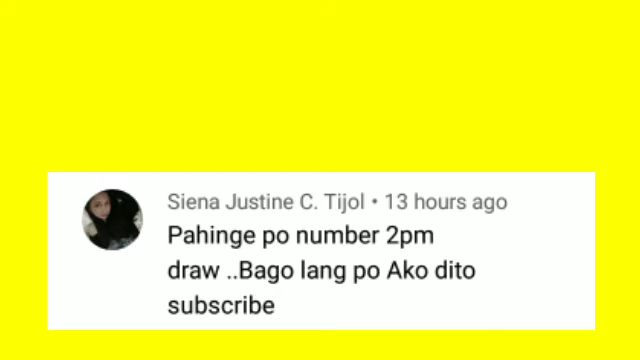 Siena Justine C. Tijol • 13 hours ago
Pahinge po number 2pm
draw ..Bago lang po Ako dito
subscribe